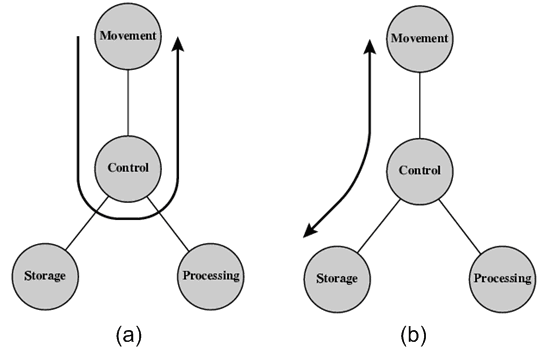 Movement
Control
Storage
Processing
(a)
Movement
Control
Storage
Processing
(b)